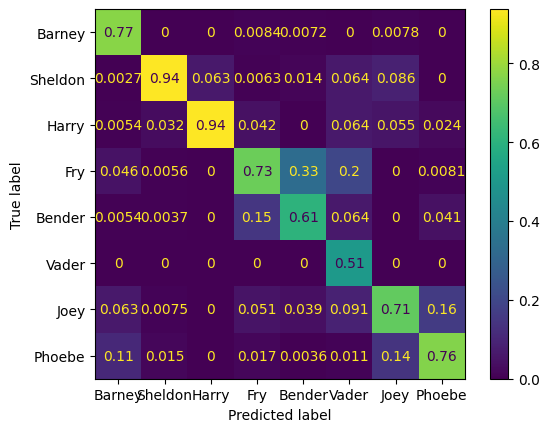 Barney 0.77 0 0 0.0084 0.0072 0 0.0078 0 0.8
Sheldon 0.0027 0.94 0.063 0.0063 0.014 0.064 0.086 0
Harry 0.0054 0.032 0.94 0.042 0 0.064 0.055 0.024 0.6
Fry 0.046 0.0056 0 0.73 0.33 0.2 0 0.0081
True label
Bender 0.0054 0.0037 0 0.15 0.61 0.064 0 0.041 0.4
Vader 0 0 0 0 0 0.51 0 0
Joey 0.063 0.0075 0 0.051 0.039 0.091 0.71 0.16 0.2
Phoebe 0.11 0.015 0 0.017 0.0036 0.011 0.14 0.76 0.0
Barney Sheldon Harry Fry Bender Vader Joey Phoebe
Predicted label